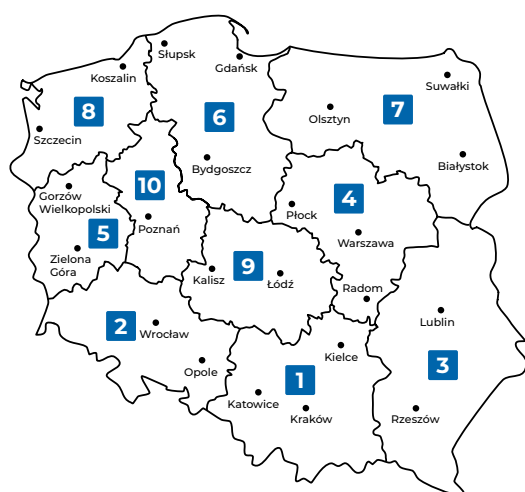 Słupsk
Gdańsk
Koszalin
Suwałki
8
6
7
Olsztyn
Szczecin
Bydgoszcz
Białystok
10
Gorzów
Wielkopolski
4
Płock
5
Poznań
Warszawa
Zielona
Góra
9
Kalisz
Łódź
Radom
2
Wrocław
Lublin
Kielce
Opole
1
3
Katowice
Kraków
Rzeszów